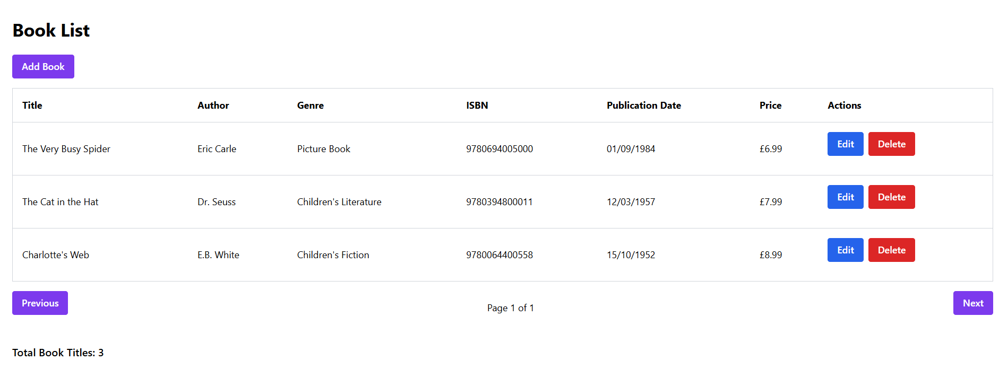 Book List
Add Book
Title Author Genre ISBN Publication Date Price Actions
The Very Busy Spider Eric Carle Picture Book 9780694005000 01/09/1984 £6.99 Edit Delete
The Cat in the Hat Dr. Seuss Children's Literature 9780394800011 12/03/1957 £7.99 Edit Delete
Charlotte's Web E.B. White Children's Fiction 9780064400558 15/10/1952 £8.99 Edit Delete
Previous Page 1 of 1 Next
Total Book Titles: 3